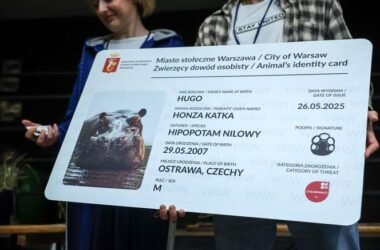 STAY UNIT
Miasto stołeczne Warszawa / City of Warsaw
Zwierzęcy dowód osobisty / Animal's identity card
NAZWISKO / FAMILY NAME AT BIRTH
HUGO
IMIONA RODZICÓW / PARENTS' GIVEN NAMES
HONZA KATKA
GATUNEK / SPECIES
HIPOPOTAM NILOWY
DATA URODZENIA / DATE OF BIRTH
29.05.2007
MIEJSCE URODZENIA / PLACE OF BIRTH
OSTRAWA, CZECHY
PŁEĆ / SEX
M
DATA WYDANIA /
DATE OF ISSUE
26.05.2025
PODPIS / SIGNATURE
KATEGORIA ZAGROŻENIA /
CATEGORY OF THREAT